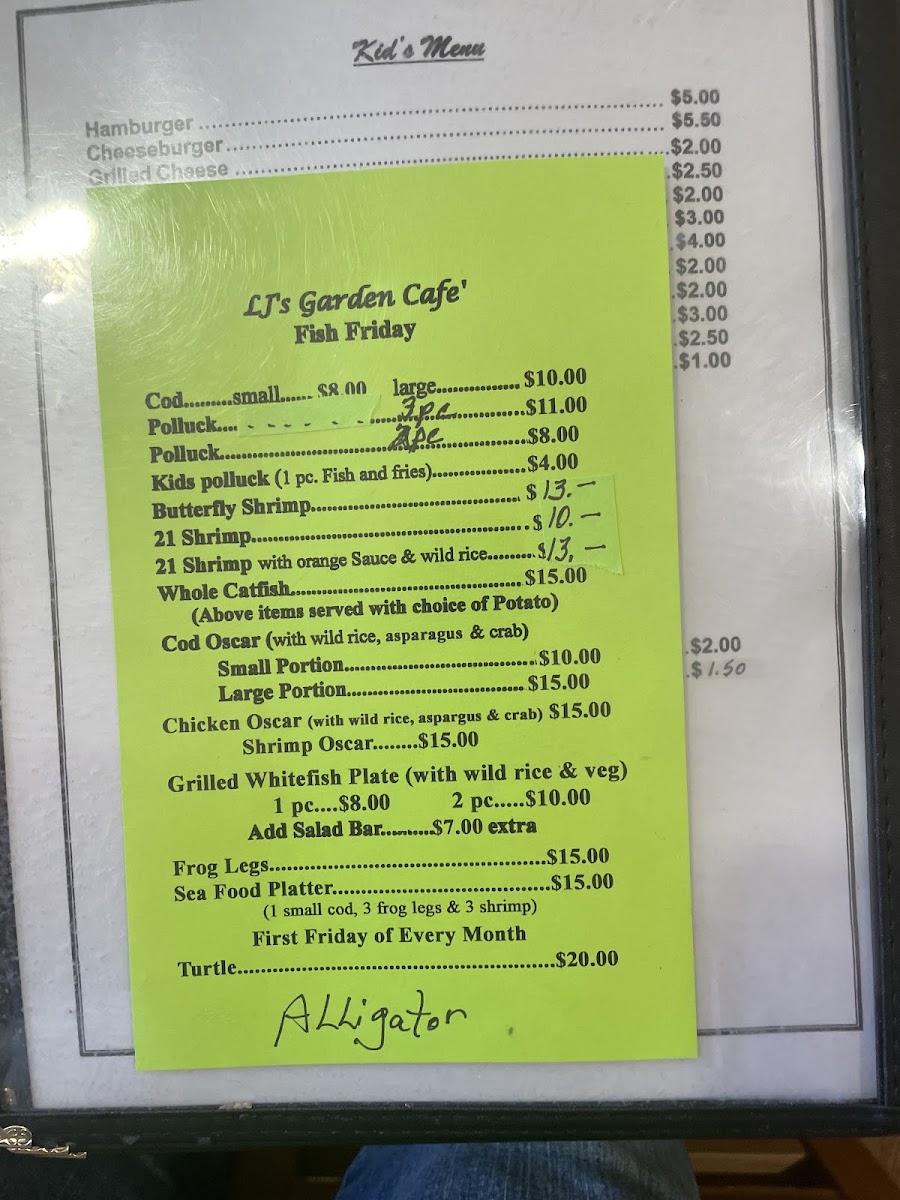 Kid's Menu
Hamburger ........ $5.00
Cheeseburger........ $5.50
Grilled Cheese ........ $2.00
$2.50
$2.00
$3.00
$4.00
$2.00
$2.00
$3.00
$2.50
$1.00
LJ's Garden Cafe'
Fish Friday
Cod..........small....... $8.00 large................ $10.00
Polluck.... - - - - - - ......3pc..............$11.00
Polluck........2pc........$8.00
Kids polluck (1 pc. Fish and fries)..................$4.00
Butterfly Shrimp........ $ 13.-
21 Shrimp........ $ 10.-
21 Shrimp with orange Sauce & wild rice.........$13, -
Whole Catfish........ $15.00
(Above items served with choice of Potato)
Cod Oscar (with wild rice, asparagus & crab)
Small Portion........ $10.00
Large Portion........ $15.00
Chicken Oscar (with wild rice, aspargus & crab) $15.00
Shrimp Oscar........$15.00
Grilled Whitefish Plate (with wild rice & veg)
1 pc....$8.00 2 pc.....$10.00
Add Salad Bar..........$7.00 extra
Frog Legs........$15.00
Sea Food Platter........$15.00
(1 small cod, 3 frog legs & 3 shrimp)
First Friday of Every Month
Turtle........$20.00
ALLigator
.$2.00
.$ 1.50